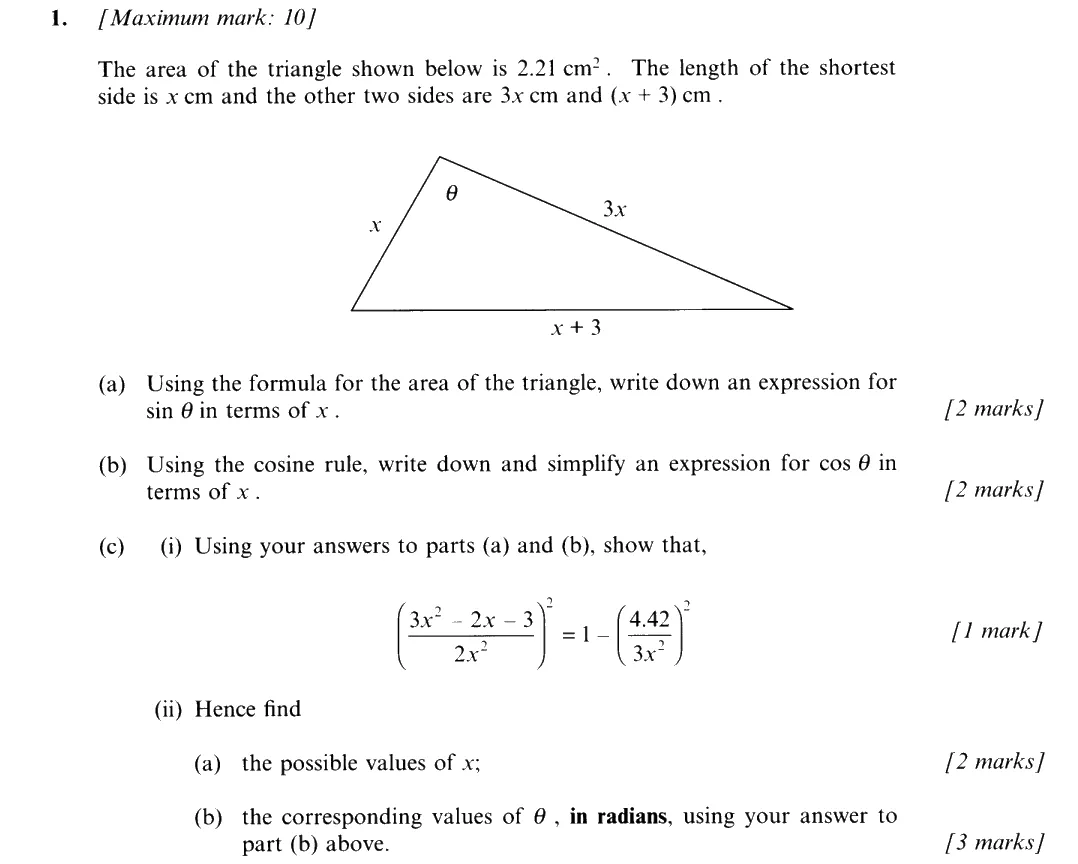 1. [Maximum mark: 10]
The area of the triangle shown below is 2.21 cm². The length of the shortest
side is x cm and the other two sides are 3x cm and (x + 3) cm .
θ
3x
x
x + 3
(a) Using the formula for the area of the triangle, write down an expression for
sin θ in terms of x . [2 marks]
(b) Using the cosine rule, write down and simplify an expression for cos θ in
terms of x . [2 marks]
(c) (i) Using your answers to parts (a) and (b), show that,
((3x² – 2x – 3)/(2x²))² = 1 – (4.42/(3x²))² [1 mark]
(ii) Hence find
(a) the possible values of x; [2 marks]
(b) the corresponding values of θ , in radians, using your answer to
part (b) above. [3 marks]